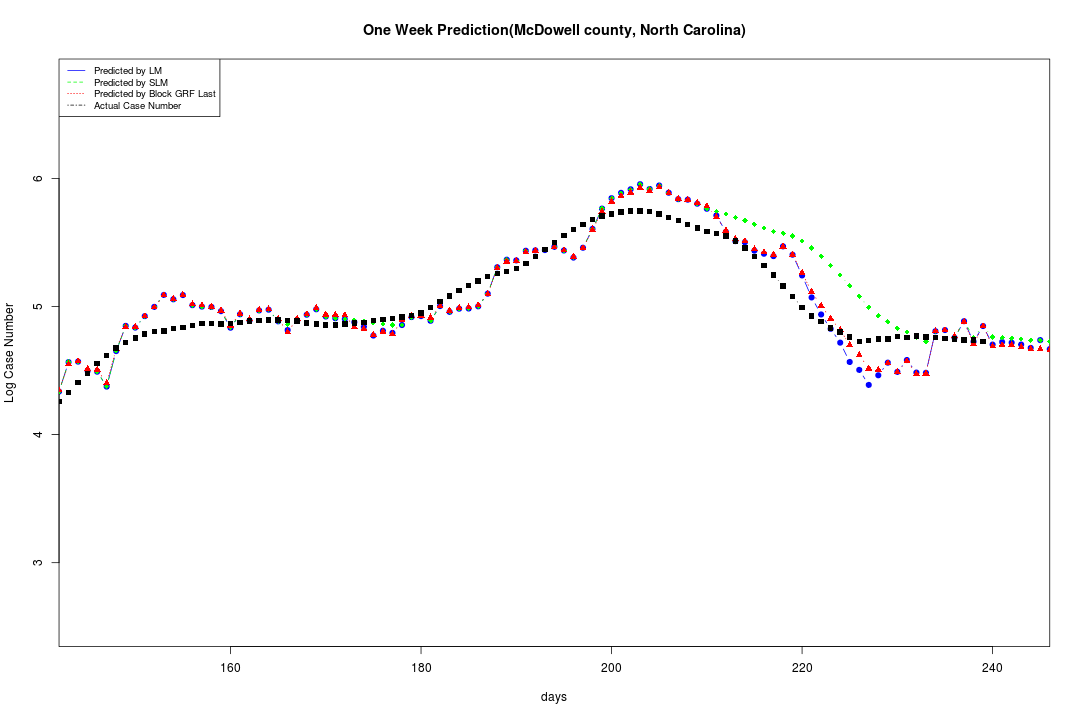 One Week Prediction(McDowell county, North Carolina)
Predicted by LM
Predicted by SLM
Predicted by Block GRF Last
Actual Case Number
Log Case Number
6
5
4
3
160 180 200 220 240
days